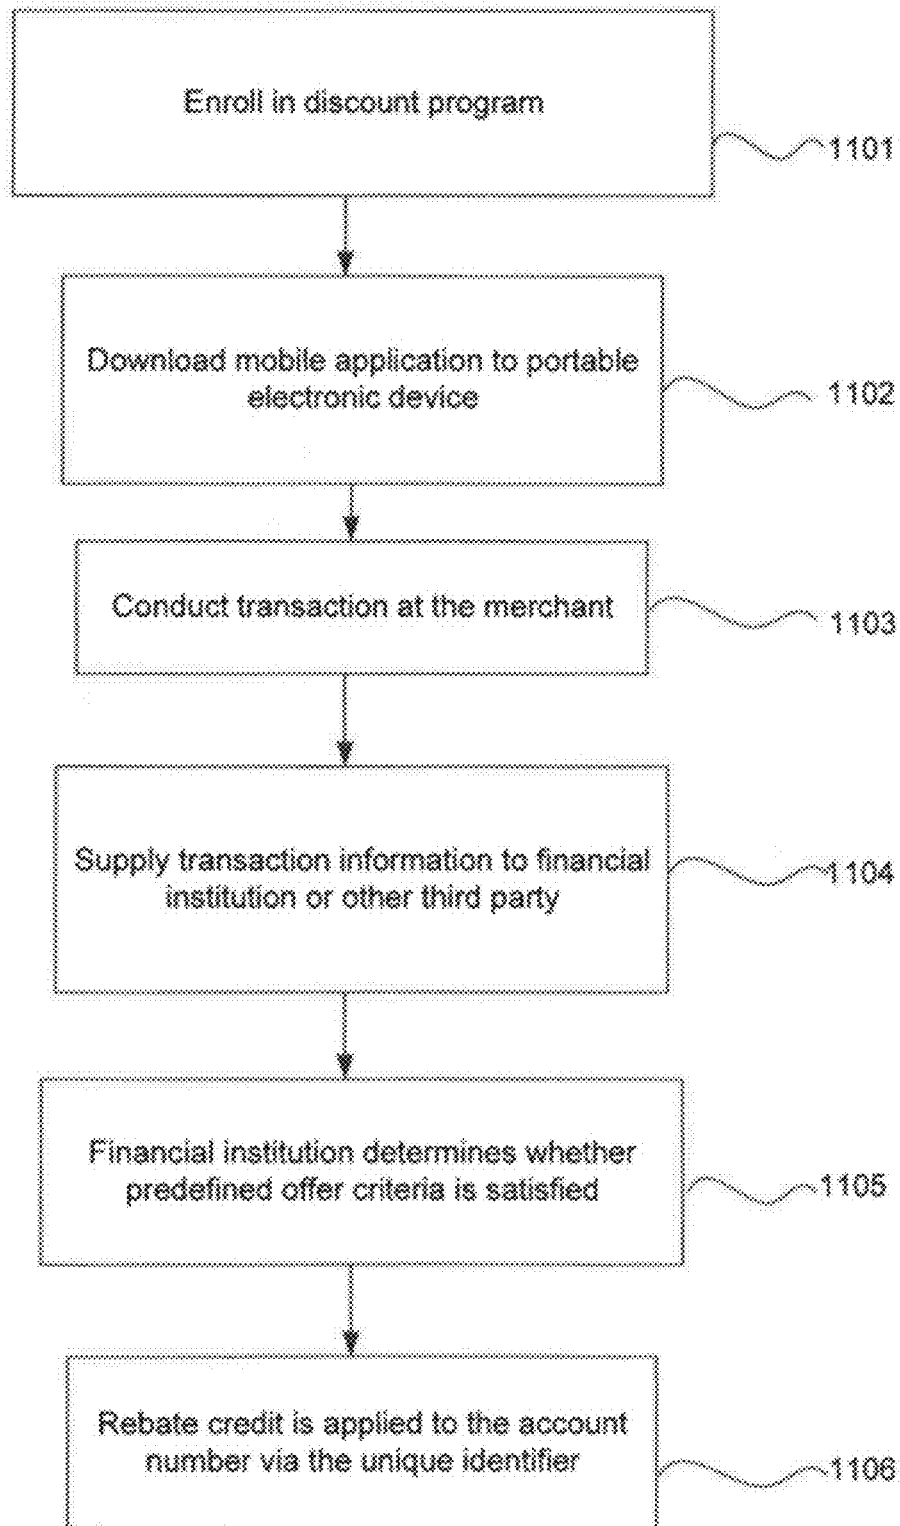 Enroll in discount program
1101
Download mobile application to portable
electronic device
1102
Conduct transaction at the merchant
1103
Supply transaction information to financial
institution or other third party
1104
Financial institution determines whether
predefined offer criteria is satisfied
1105
Rebate credit is applied to the account
number via the unique identifier
1106